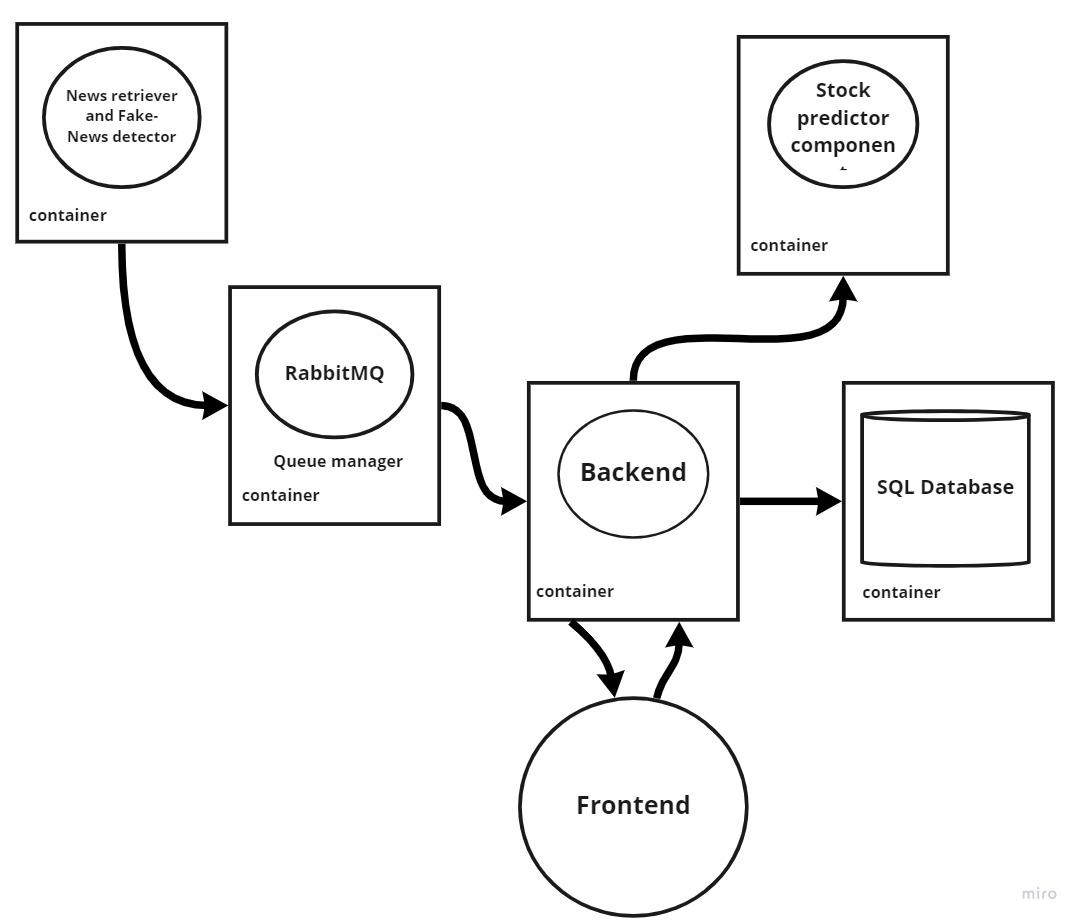 News retriever
and Fake-
News detector
container
Stock
predictor
componen
container
RabbitMQ
Queue manager
container
Backend
container
SQL Database
container
Frontend
miro